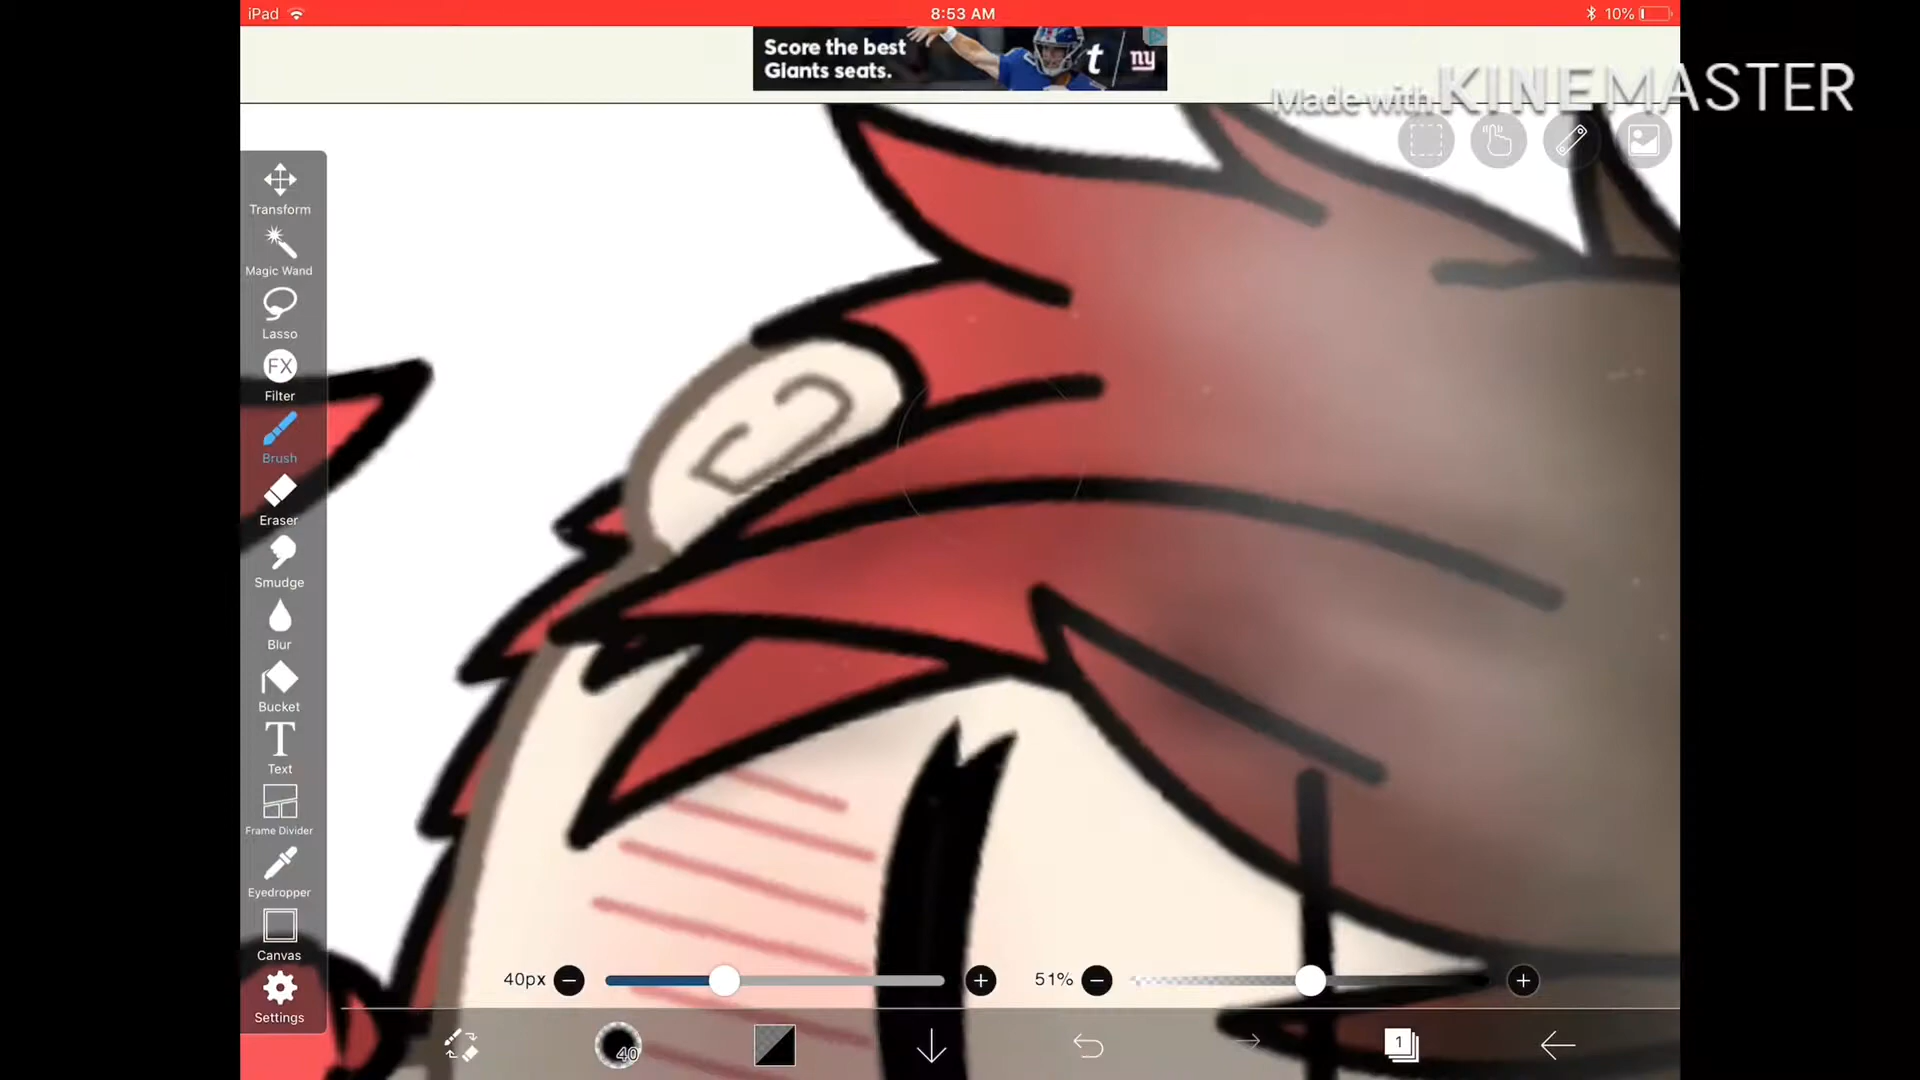 iPad
8:53 AM
10%
Score the best
Giants seats.
t
ny
Made with KINEMASTER
Transform
Magic Wand
Lasso
FX
Filter
Brush
Eraser
Smudge
Blur
Bucket
T
Text
Frame Divider
Eyedropper
Canvas
Settings
40px
51%
40
1